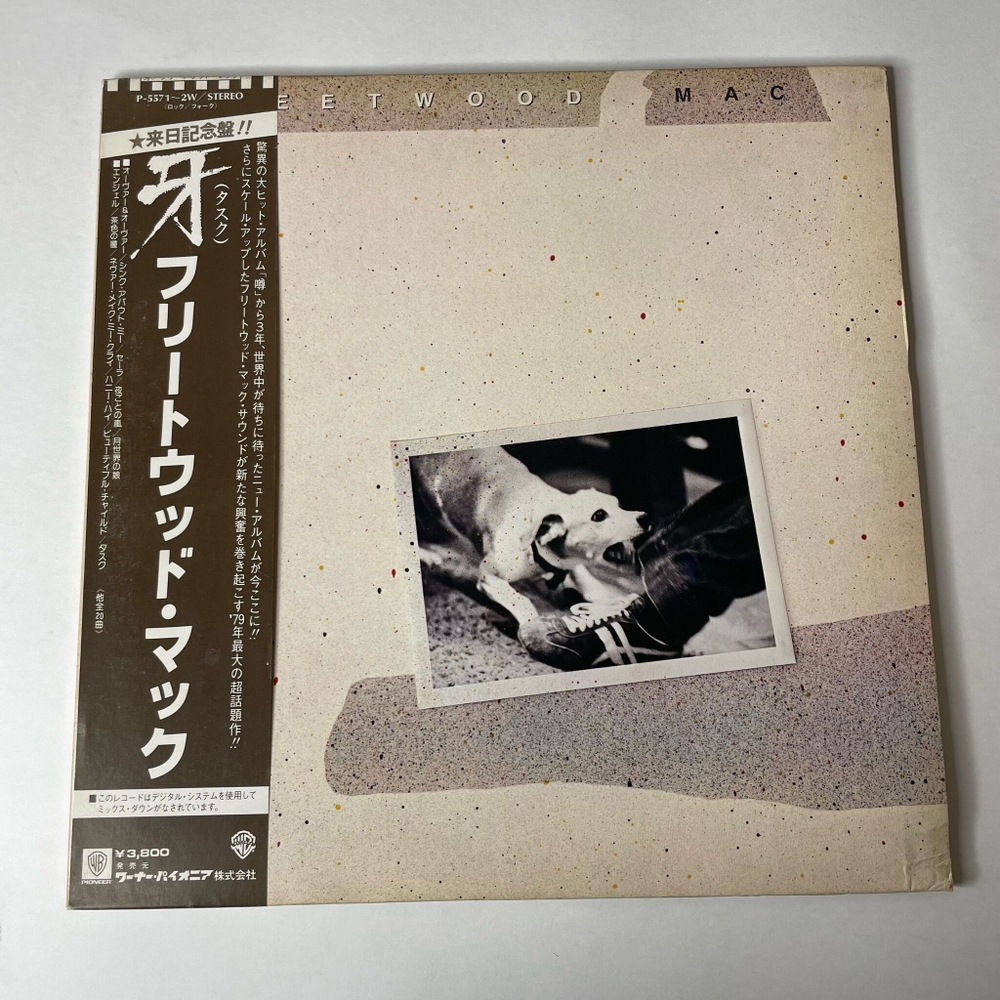 P-5571~2W/STEREO
(ロック/フォーク)
★来日記念盤!!
EETWOOD MAC
驚異の大ヒット・アルバム「噂」から3年、世界中が待ちに待ったニュー・アルバムが今ここに!!
さらにスケール・アップしたフリートウッド・マック・サウンドが新たな興奮を巻き起こす'79年最大の超話題作!!
牙
(タスク)
フリートウッド・マック
■オーヴァー&オーヴァー/シンク・アバウト・ミー/セーラ/夜ごとの嵐/月世界の娘
■エンジェル/茶色の瞳/ネヴァー・メイク・ミー・クライ/ハニー・ハイ/ビューティフル・チャイルド/タスク
(他全20曲)
■このレコードはデジタル・システムを使用して
ミックス・ダウンがなされています。
¥3,800
発売元
ワーナー・パイオニア株式会社
WB
PIONEER